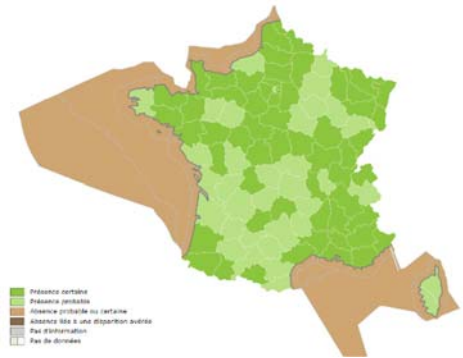 Présence certaine
Présence probable
Absence probable ou certaine
Absence liée à une disparition avérée
Pas d'information
Pas de données